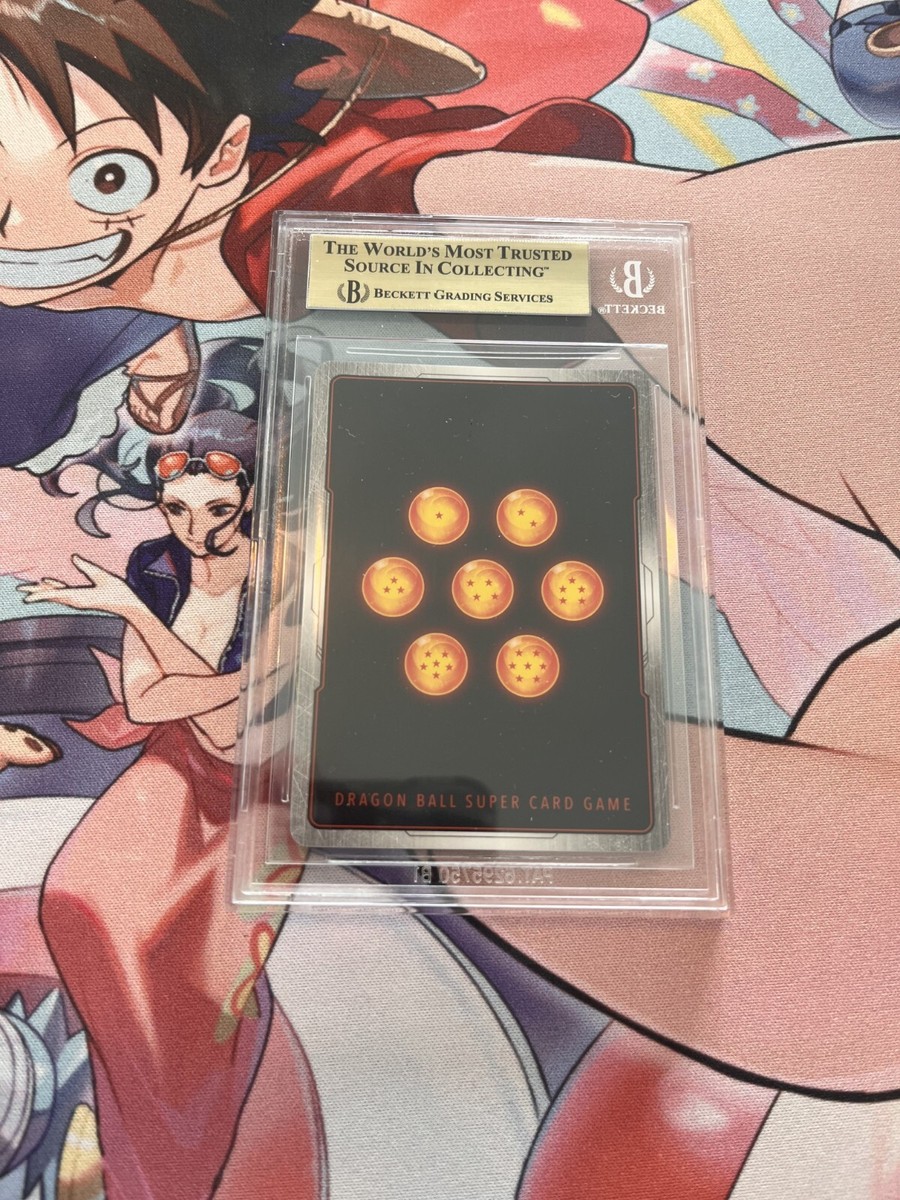 THE WORLD'S MOST TRUSTED
SOURCE IN COLLECTING™
B BECKETT GRADING SERVICES
B
BECKETT®
DRAGON BALL SUPER CARD GAME